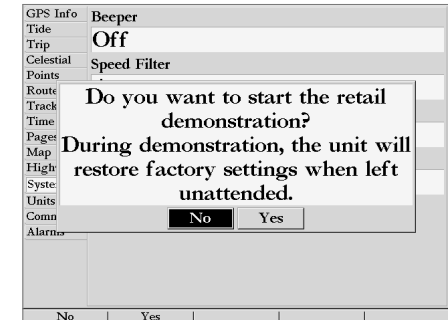 GPS Info
Beeper
Tide
Off
Trip
Celestial
Speed Filter
Points
Route
Track
Time
Pages
Map
High
Syste
Units
Comm
Alarms
Do you want to start the retail
demonstration?
During demonstration, the unit will
restore factory settings when left
unattended.
No Yes
No Yes